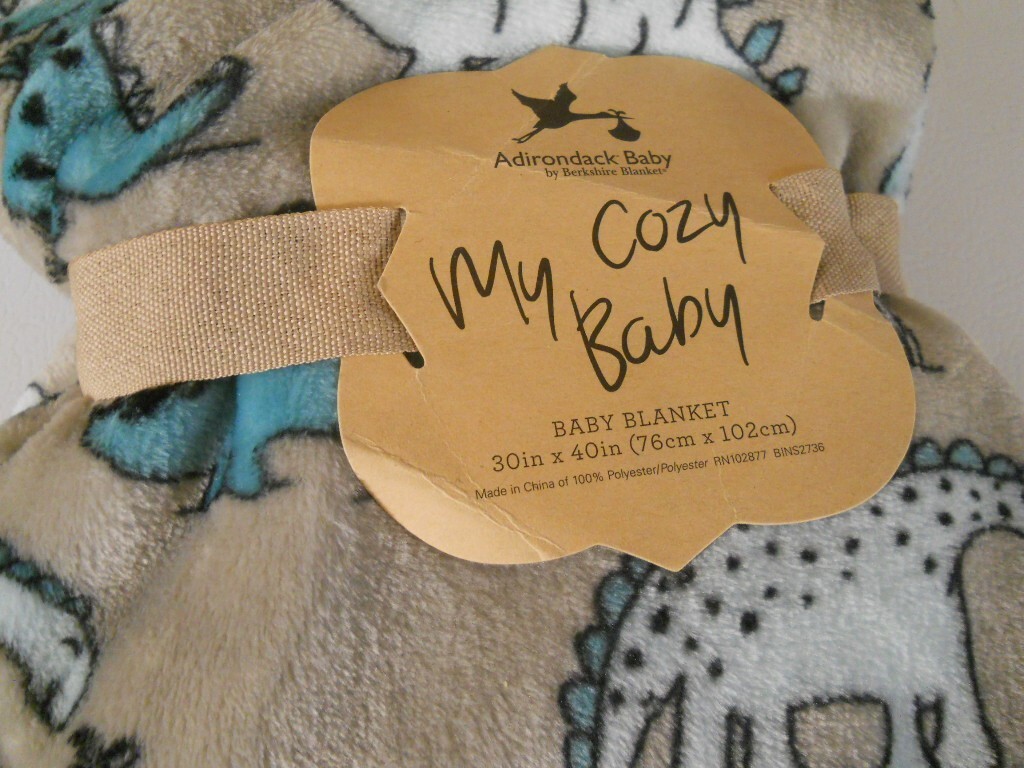 Adirondack Baby
by Berkshire Blanket®
My Cozy
Baby
BABY BLANKET
30in x 40in (76cm x 102cm)
Made in China of 100% Polyester/Polyester RN102877 BINS2736